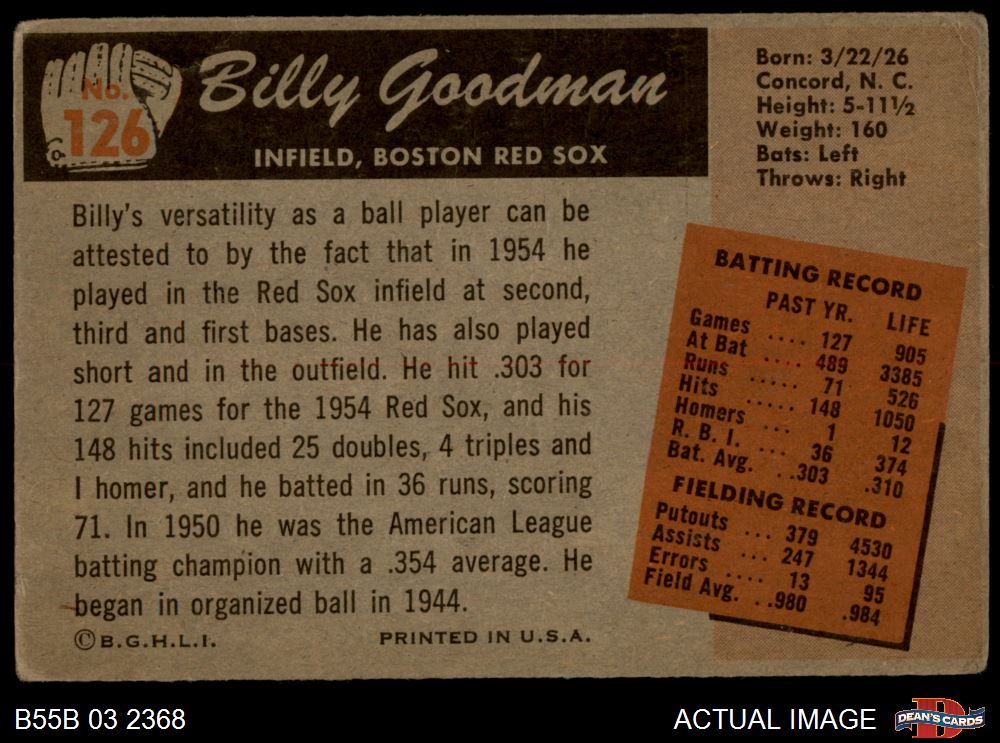 No.
126
Billy Goodman
INFIELD, BOSTON RED SOX
Born: 3/22/26
Concord, N. C.
Height: 5-11½
Weight: 160
Bats: Left
Throws: Right
Billy's versatility as a ball player can be
attested to by the fact that in 1954 he
played in the Red Sox infield at second,
third and first bases. He has also played
short and in the outfield. He hit .303 for
127 games for the 1954 Red Sox, and his
148 hits included 25 doubles, 4 triples and
1 homer, and he batted in 36 runs, scoring
71. In 1950 he was the American League
batting champion with a .354 average. He
began in organized ball in 1944.
©B.G.H.L.I. PRINTED IN U.S.A.
BATTING RECORD
PAST YR. LIFE
Games .... 127 905
At Bat .... 489 3385
Runs ..... 71 526
Hits ..... 148 1050
Homers ... 1 12
R. B. I. ... 36 374
Bat. Avg. ..303 .310
FIELDING RECORD
Putouts ... 379 4530
Assists ... 247 1344
Errors .... 13 95
Field Avg. ..980 .984
B55B 03 2368
ACTUAL IMAGE
DEAN'S CARDS